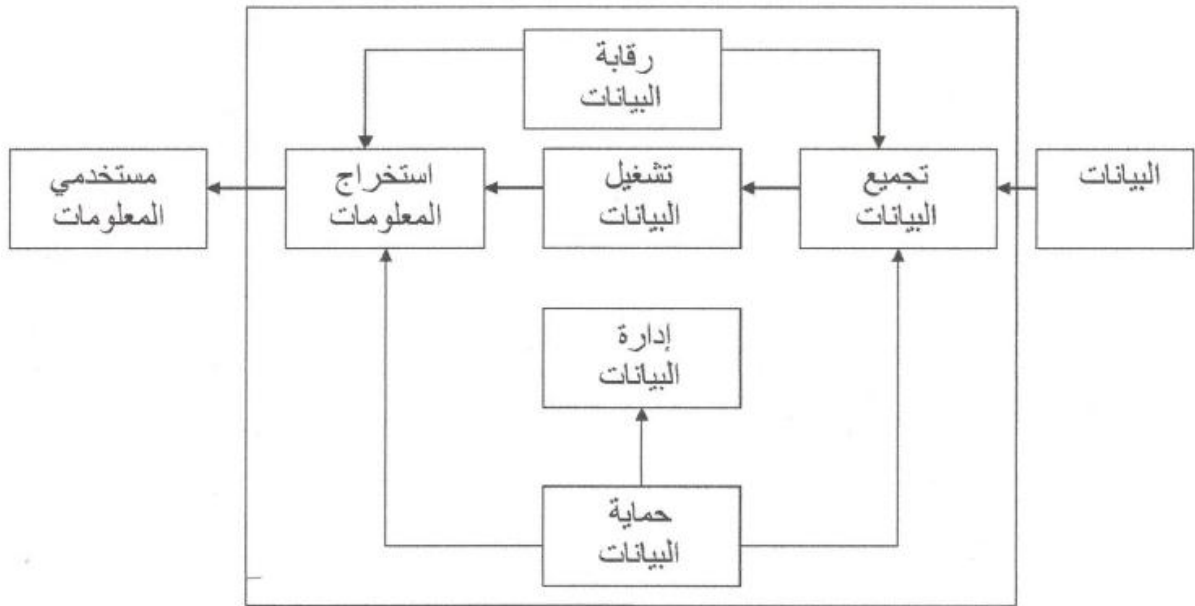 رقابة
البيانات
البيانات
تجميع
البيانات
تشغيل
البيانات
استخراج
المعلومات
مستخدمي
المعلومات
إدارة
البيانات
حماية
البيانات